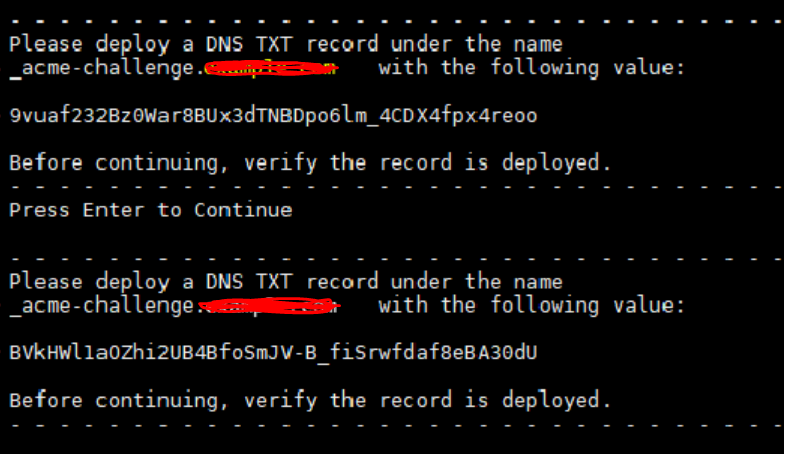 - - - - - - - - - - - - - - - - - - - - - - - - - - - - - - - -
Please deploy a DNS TXT record under the name
_acme-challenge. with the following value:
9vuaf232Bz0War8BUx3dTNBDpo6lm_4CDX4fpx4reoo
Before continuing, verify the record is deployed.
- - - - - - - - - - - - - - - - - - - - - - - - - - - - - - - -
Press Enter to Continue
- - - - - - - - - - - - - - - - - - - - - - - - - - - - - - - -
Please deploy a DNS TXT record under the name
_acme-challenge. with the following value:
BVkHWl1aOZhi2UB4BfoSmJV-B_fiSrwfdaf8eBA30dU
Before continuing, verify the record is deployed.
- - - - - - - - - - - - - - - - - - - - - - - - - - - - - - - -